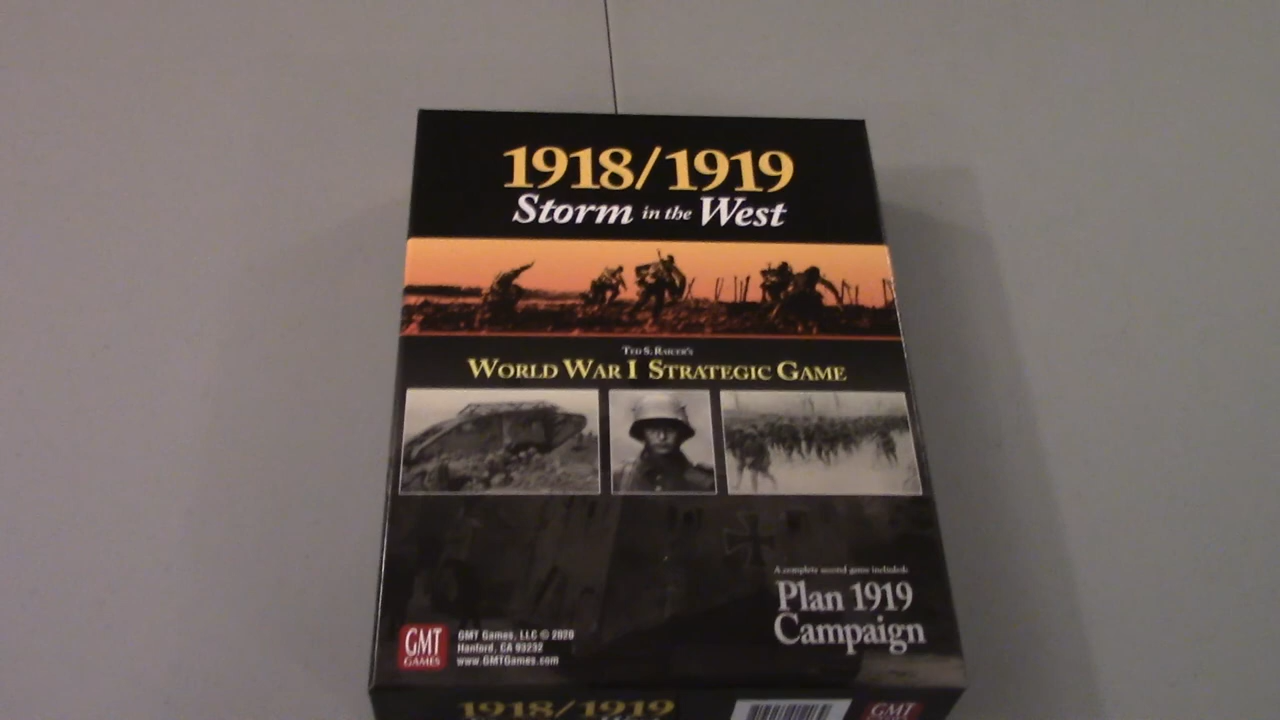 1918/1919
Storm in the West
TED S. RAICER'S
WORLD WAR I STRATEGIC GAME
A complete second game included:
Plan 1919
Campaign
GMT
GAMES
GMT Games, LLC © 2020
Hanford, CA 93232
www.GMTGames.com
1918/1919
GMT